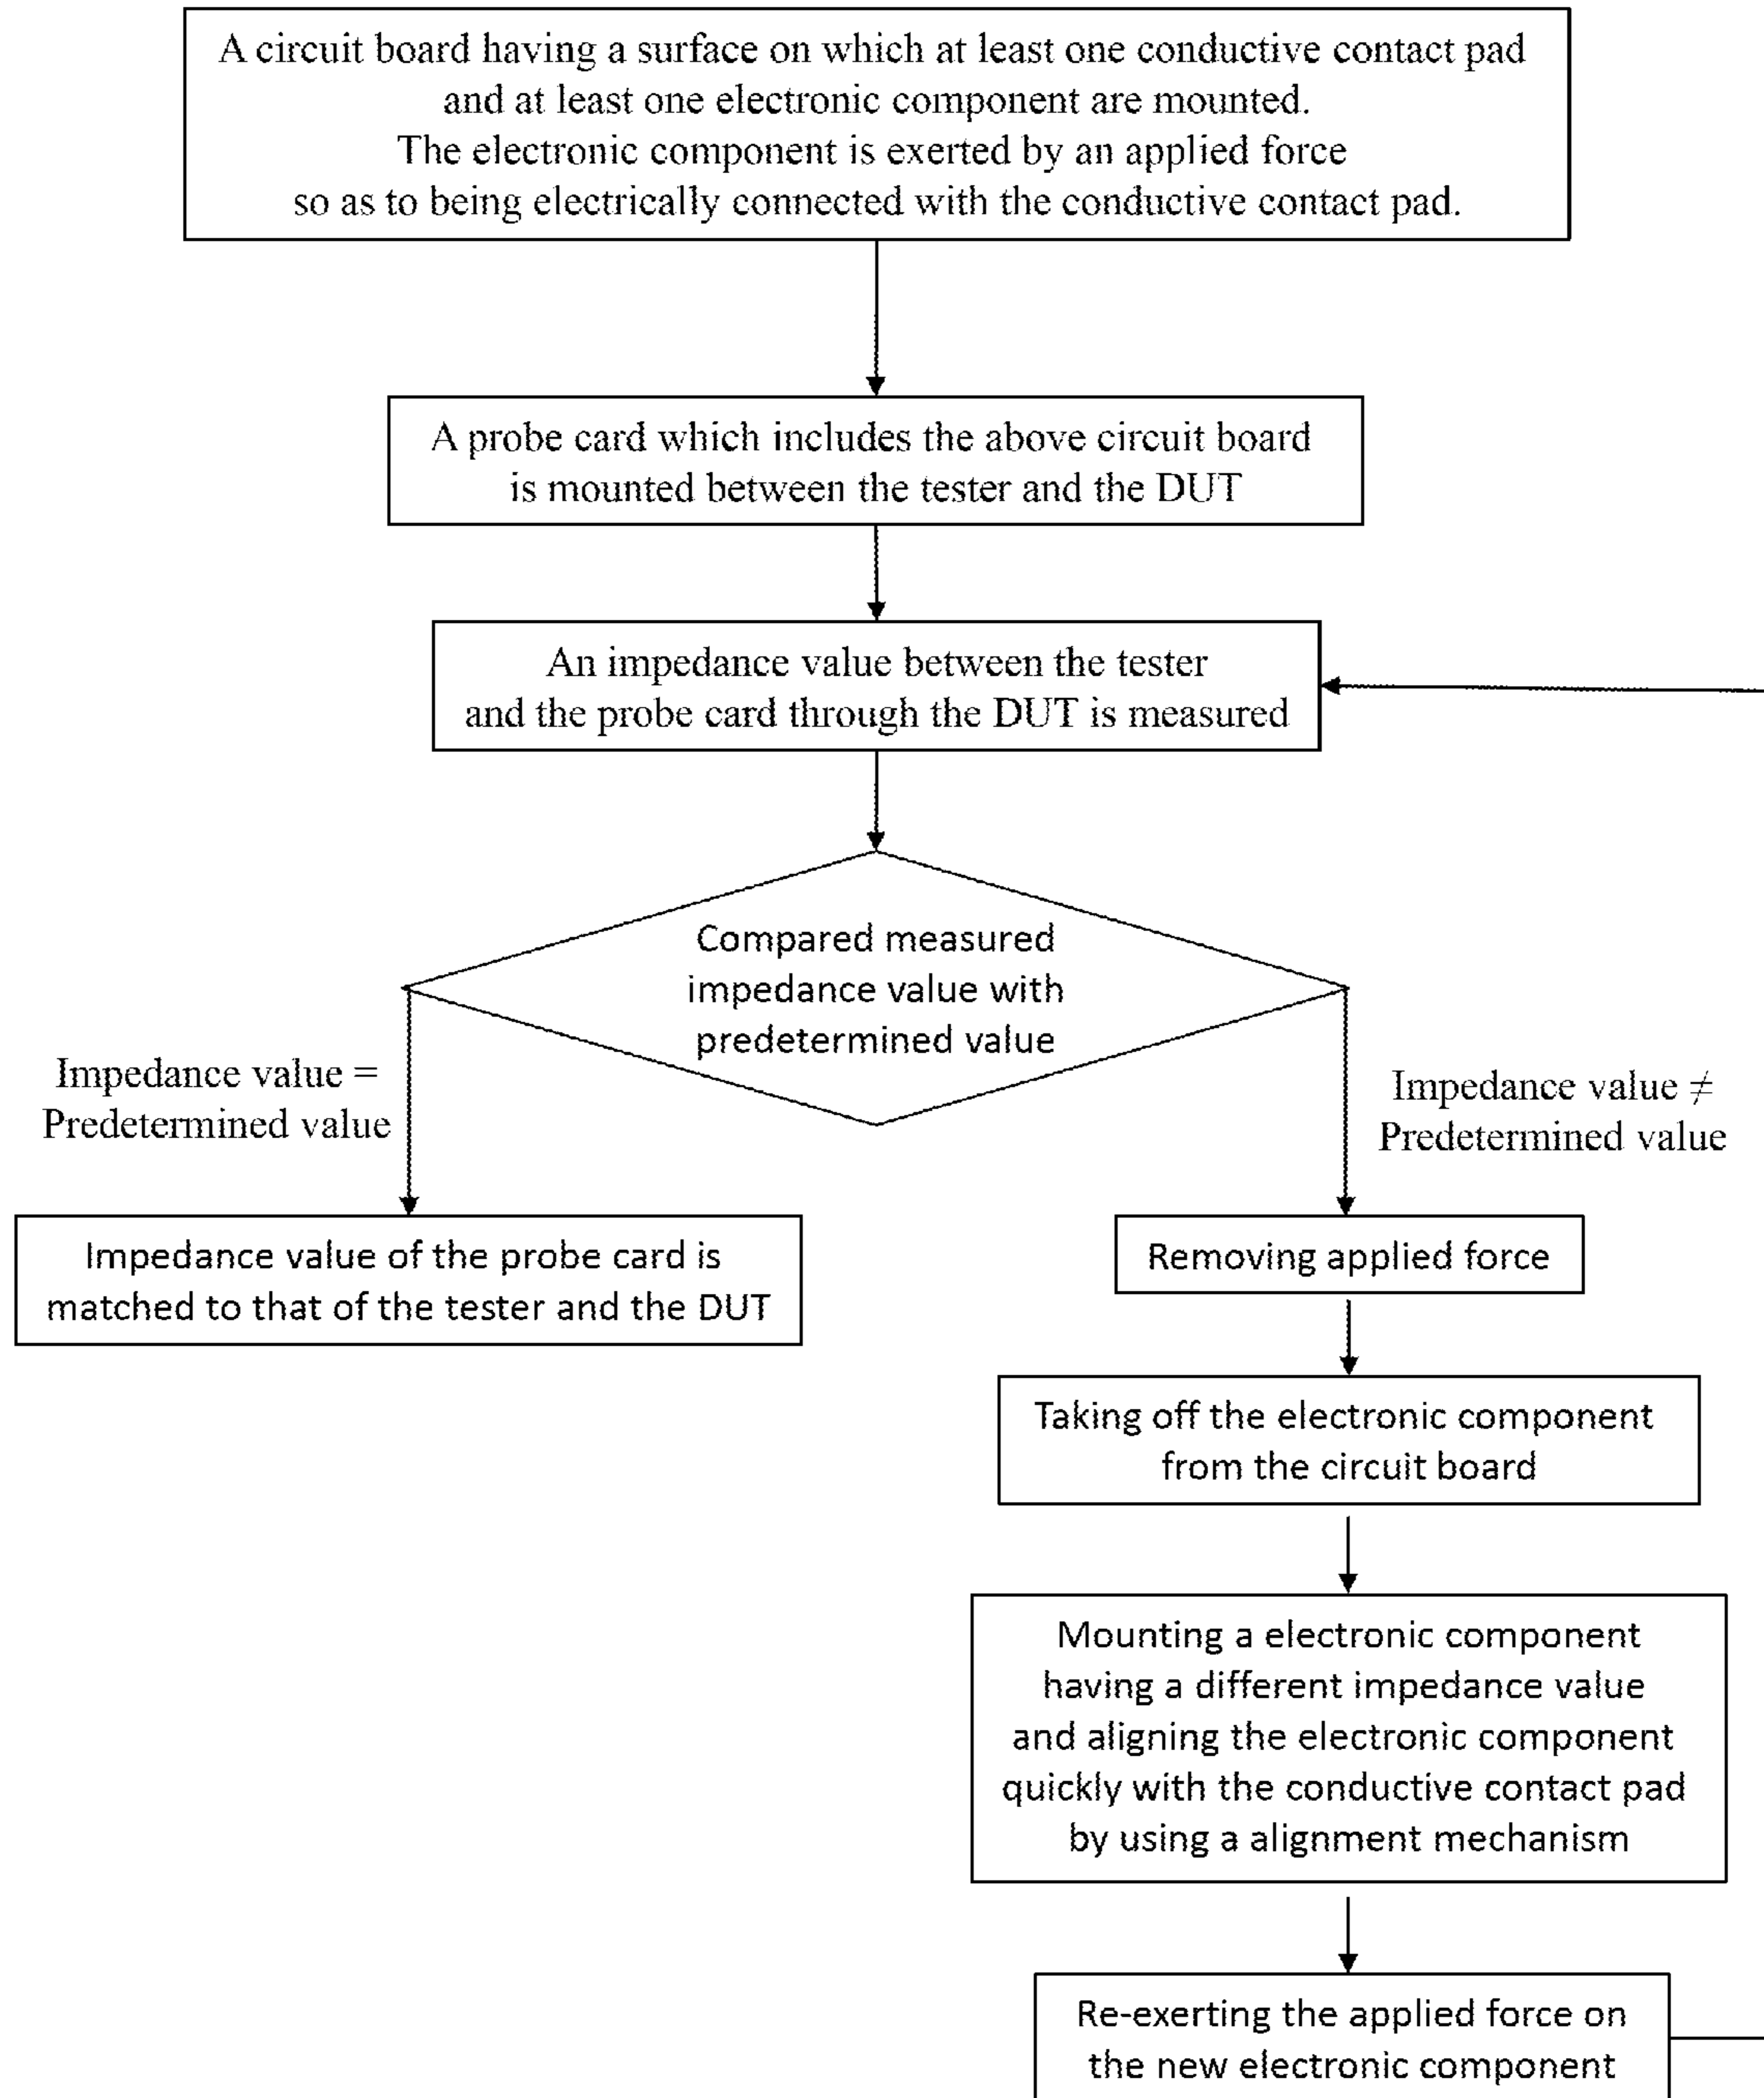 A circuit board having a surface on which at least one conductive contact pad
and at least one electronic component are mounted.
The electronic component is exerted by an applied force
so as to being electrically connected with the conductive contact pad.
A probe card which includes the above circuit board
is mounted between the tester and the DUT
An impedance value between the tester
and the probe card through the DUT is measured
Compared measured
impedance value with
predetermined value
Impedance value =
Predetermined value
Impedance value ≠
Predetermined value
Impedance value of the probe card is
matched to that of the tester and the DUT
Removing applied force
Taking off the electronic component
from the circuit board
Mounting a electronic component
having a different impedance value
and aligning the electronic component
quickly with the conductive contact pad
by using a alignment mechanism
Re-exerting the applied force on
the new electronic component